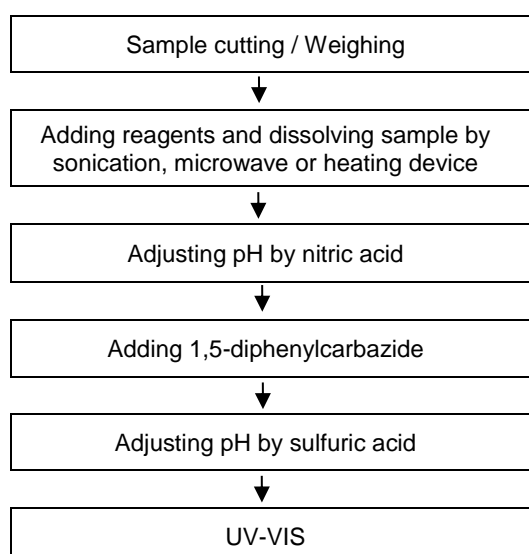 Sample cutting / Weighing
Adding reagents and dissolving sample by
sonication, microwave or heating device
Adjusting pH by nitric acid
Adding 1,5-diphenylcarbazide
Adjusting pH by sulfuric acid
UV-VIS